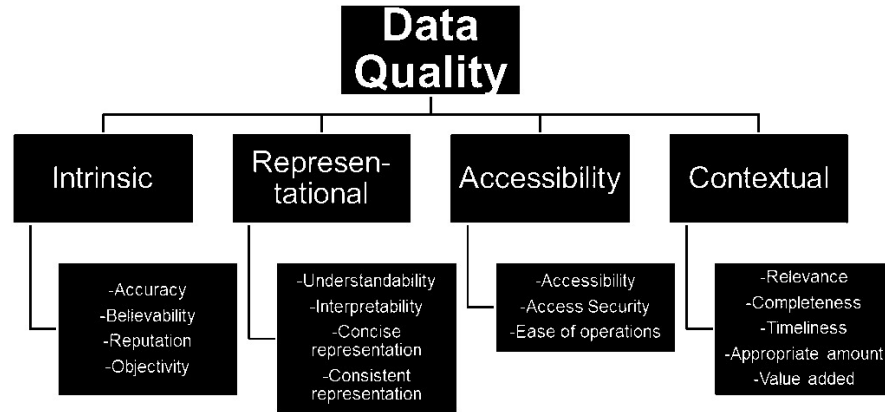 Data
Quality
Intrinsic
Represen-
tational
Accessibility
Contextual
-Accuracy
-Believability
-Reputation
-Objectivity
-Understandability
-Interpretability
-Concise
representation
-Consistent
representation
-Accessibility
-Access Security
-Ease of operations
-Relevance
-Completeness
-Timeliness
-Appropriate amount
-Value added